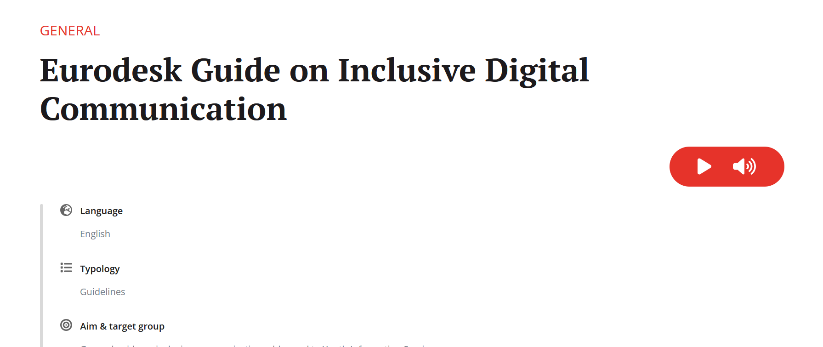 GENERAL
Eurodesk Guide on Inclusive Digital
Communication
Language
English
Typology
Guidelines
Aim & target group